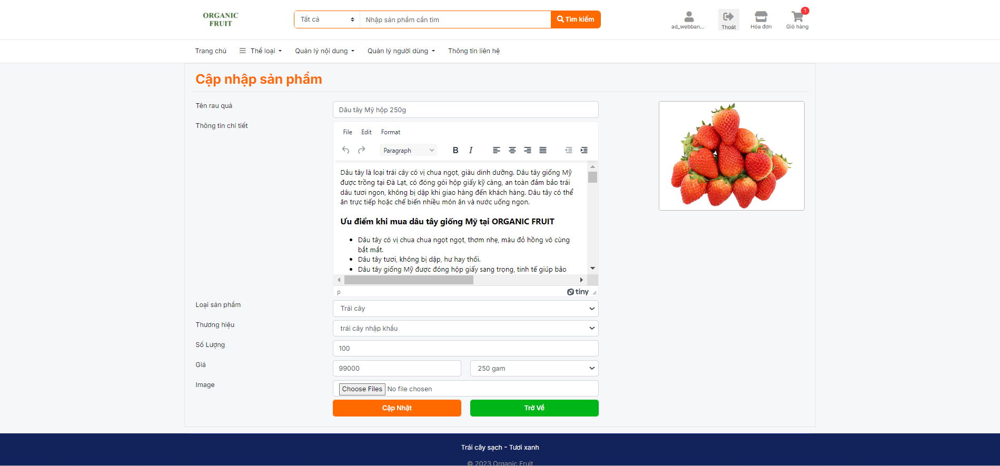 ORGANIC
FRUIT
Tất cả
Nhập sản phẩm cần tìm
Tìm kiếm
ad_webban...
Thoát
Hóa đơn
1
Giỏ hàng
Trang chủ
Thể loại
Quản lý nội dung
Quản lý người dùng
Thông tin liên hệ
Cập nhập sản phẩm
Tên rau quả
Dâu tây Mỹ hộp 250g
Thông tin chi tiết
File Edit Format
Paragraph B I
Dâu tây là loại trái cây có vị chua ngọt, giàu dinh dưỡng. Dâu tây giống Mỹ
được trồng tại Đà Lạt, có đóng gói hộp giấy kỹ càng, an toàn đảm bảo trái
dâu tươi ngon, không bị dập khi giao hàng đến khách hàng. Dâu tây có thể
ăn trực tiếp hoặc chế biến nhiều món ăn và nước uống ngon.
Ưu điểm khi mua dâu tây giống Mỹ tại ORGANIC FRUIT
Dâu tây có vị chua chua ngọt ngọt, thơm nhẹ, màu đỏ hồng vô cùng
bắt mắt.
Dâu tây tươi, không bị dập, hư hay thối.
Dâu tây giống Mỹ được đóng hộp giấy sang trọng, tinh tế giúp bảo
p
tiny
Loại sản phẩm
Trái cây
Thương hiệu
trái cây nhập khẩu
Số Lượng
100
Giá
99000
250 gam
Image
Choose Files No file chosen
Cập Nhật
Trở Về
Trái cây sạch - Tươi xanh
© 2023 Organic Fruit